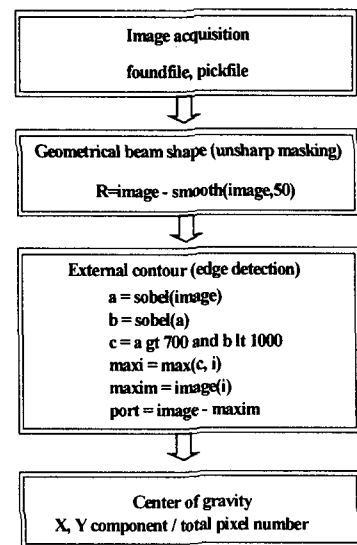 Image acquisition
foundfile, pickfile
Geometrical beam shape (unsharp masking)
R=image - smooth(image,50)
External contour (edge detection)
a = sobel(image)
b = sobel(a)
c = a gt 700 and b lt 1000
maxi = max(c, i)
maxim = image(i)
port = image - maxim
Center of gravity
X, Y component / total pixel number